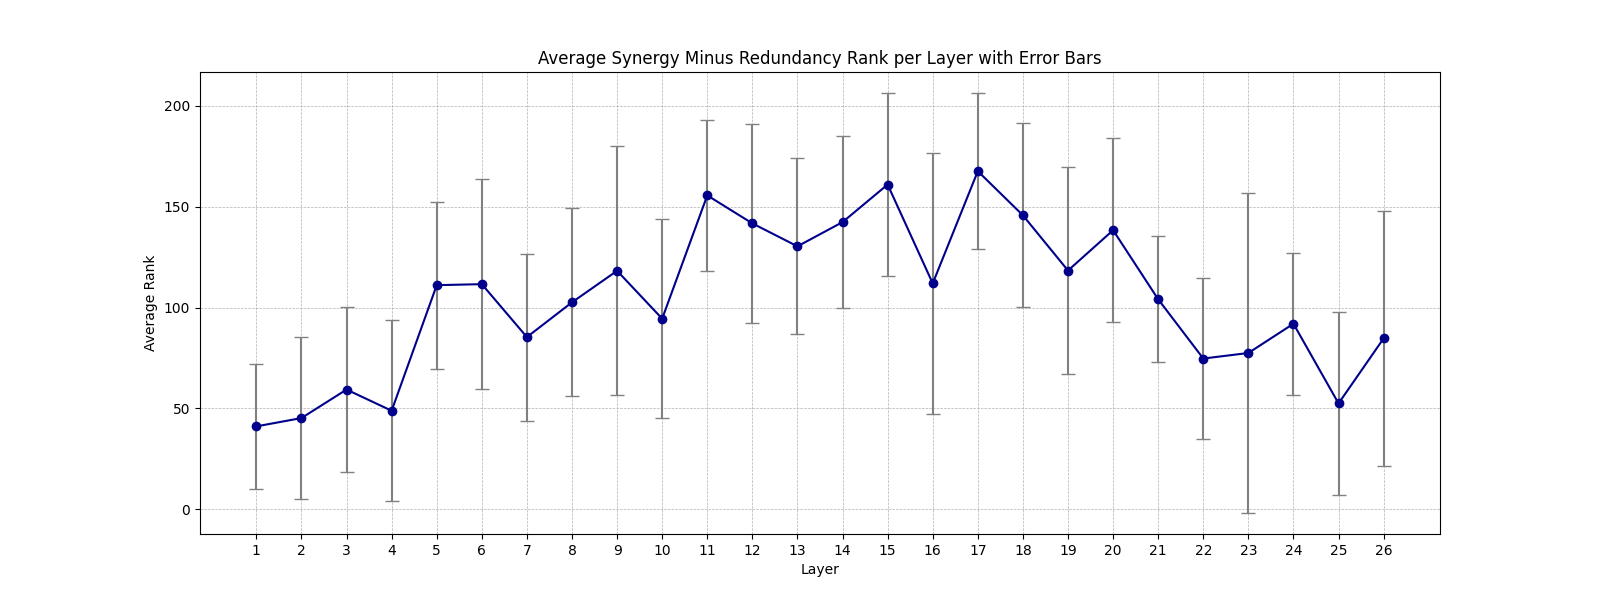 Average Synergy Minus Redundancy Rank per Layer with Error Bars
200
150
100
50
0
Average Rank
1 2 3 4 5 6 7 8 9 10 11 12 13 14 15 16 17 18 19 20 21 22 23 24 25 26
Layer